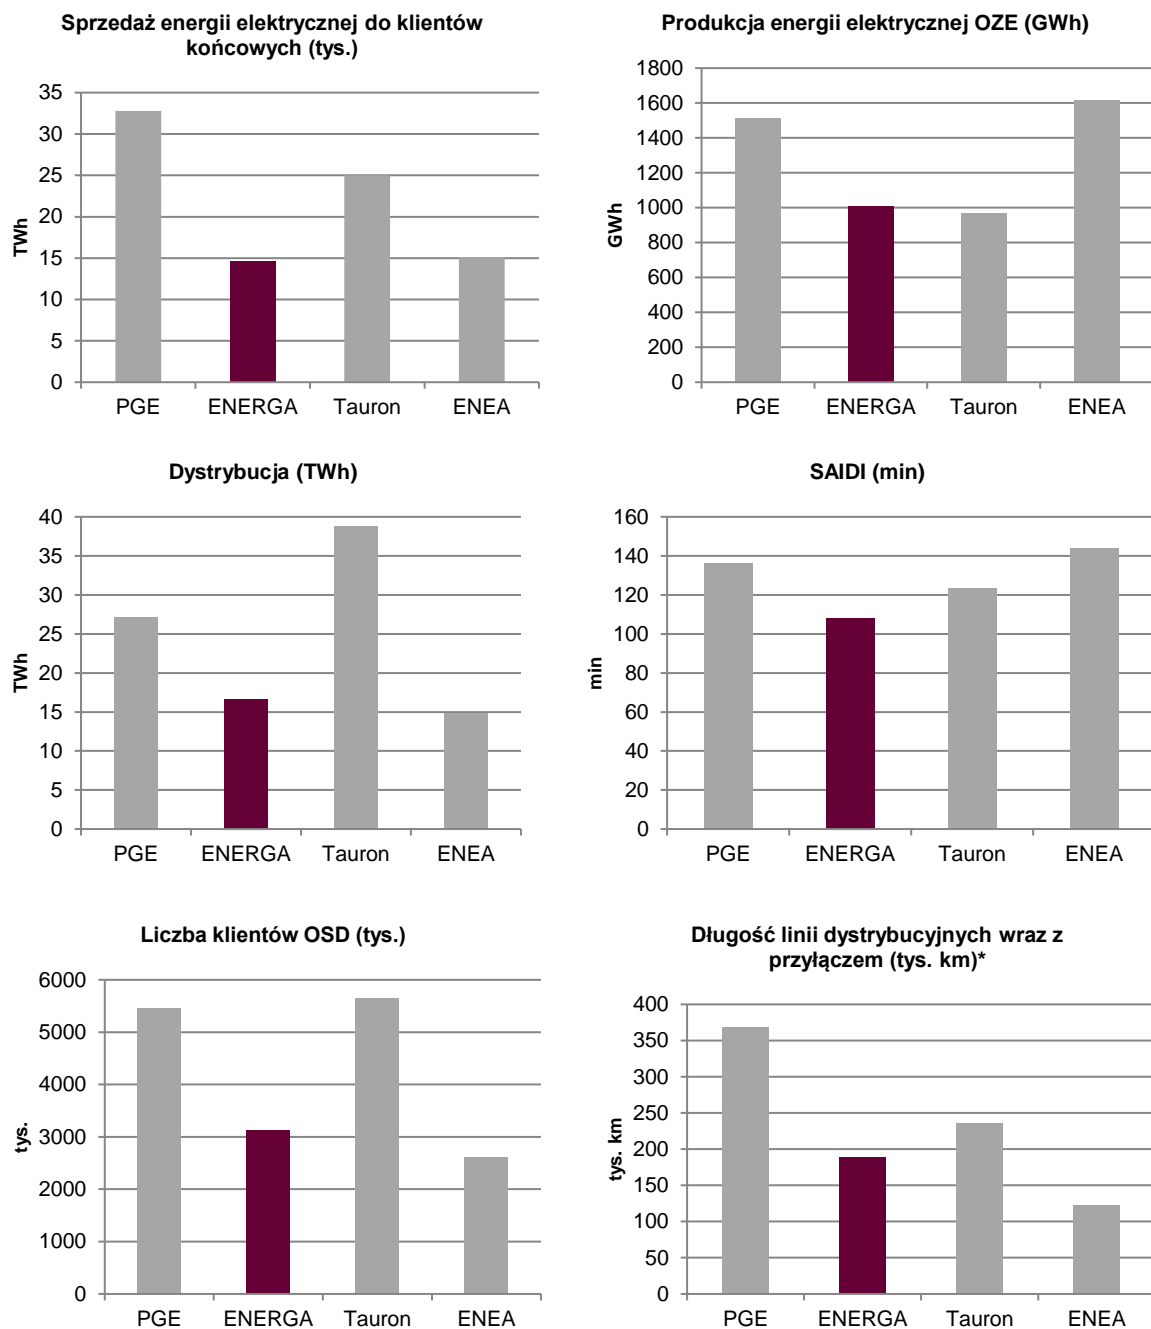 Sprzedaż energii elektrycznej do klientów
końcowych (tys.)
35
30
25
20
15
10
5
0
TWh
PGE ENERGA Tauron ENEA
Produkcja energii elektrycznej OZE (GWh)
1800
1600
1400
1200
1000
800
600
400
200
0
GWh
PGE ENERGA Tauron ENEA
Dystrybucja (TWh)
40
35
30
25
20
15
10
5
0
TWh
PGE ENERGA Tauron ENEA
SAIDI (min)
160
140
120
100
80
60
40
20
0
min
PGE ENERGA Tauron ENEA
Liczba klientów OSD (tys.)
6000
5000
4000
3000
2000
1000
0
tys.
PGE ENERGA Tauron ENEA
Długość linii dystrybucyjnych wraz z
przyłączem (tys. km)*
400
350
300
250
200
150
100
50
0
tys. km
PGE ENERGA Tauron ENEA